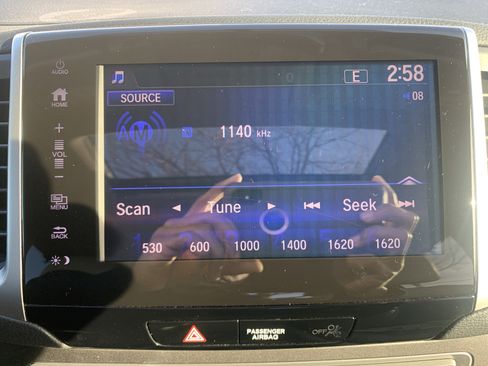 AUDIO
E 2:58
HOME
SOURCE
08
AM
1140 kHz
+
VOL
−
MENU
Scan Tune Seek
BACK
530 600 1000 1400 1620 1620
PASSENGER
AIRBAG
OFF